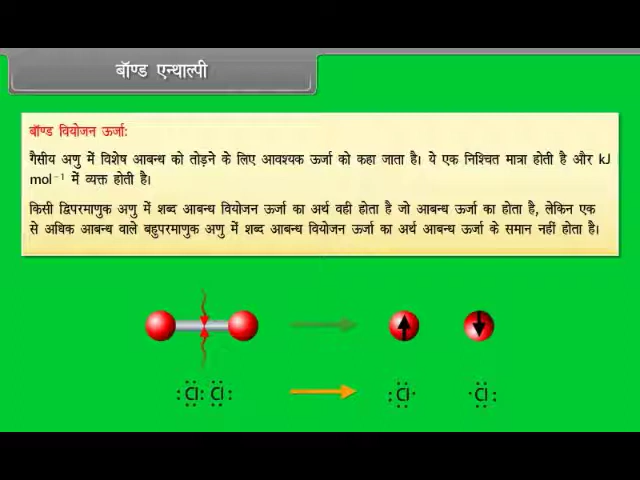 बॉण्ड एन्थाल्पी
बॉण्ड वियोजन ऊर्जा:
गैसीय अणु में विशेष आबन्ध को तोड़ने के लिए आवश्यक ऊर्जा को कहा जाता है। ये एक निश्चित मात्रा होती है और kJ
mol⁻¹ में व्यक्त होती है।
किसी द्विपरमाणुक अणु में शब्द आबन्ध वियोजन ऊर्जा का अर्थ वही होता है जो आबन्ध ऊर्जा का होता है, लेकिन एक
से अधिक आबन्ध वाले बहुपरमाणुक अणु में शब्द आबन्ध वियोजन ऊर्जा का अर्थ आबन्ध ऊर्जा के समान नहीं होता है।
:Cl: Cl: :Cl· ·Cl: